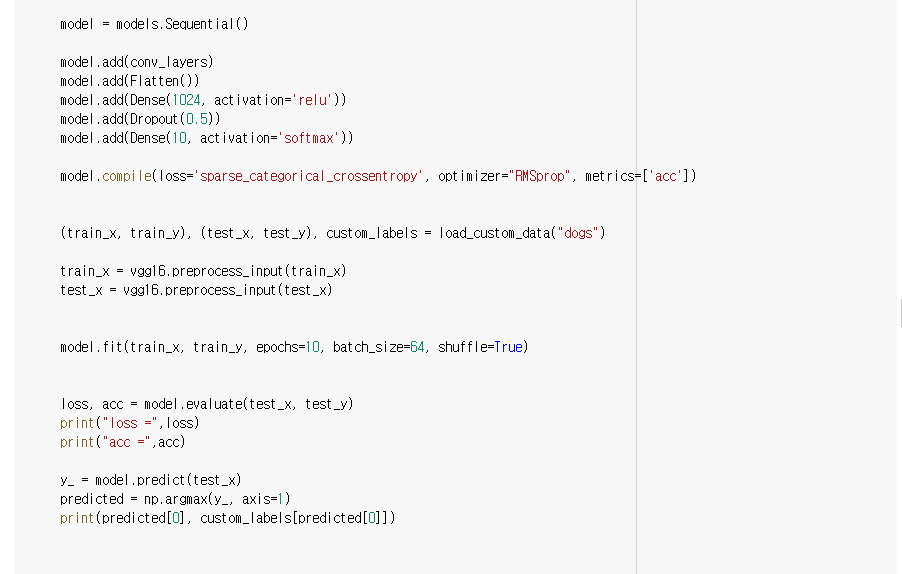 model = models.Sequential()
model.add(conv_layers)
model.add(Flatten())
model.add(Dense(1024, activation='relu'))
model.add(Dropout(0.5))
model.add(Dense(10, activation='softmax'))
model.compile(loss='sparse_categorical_crossentropy', optimizer="RMSprop", metrics=['acc'])
(train_x, train_y), (test_x, test_y), custom_labels = load_custom_data("dogs")
train_x = vgg16.preprocess_input(train_x)
test_x = vgg16.preprocess_input(test_x)
model.fit(train_x, train_y, epochs=10, batch_size=64, shuffle=True)
loss, acc = model.evaluate(test_x, test_y)
print("loss =",loss)
print("acc =",acc)
y_ = model.predict(test_x)
predicted = np.argmax(y_, axis=1)
print(predicted[0], custom_labels[predicted[0]])